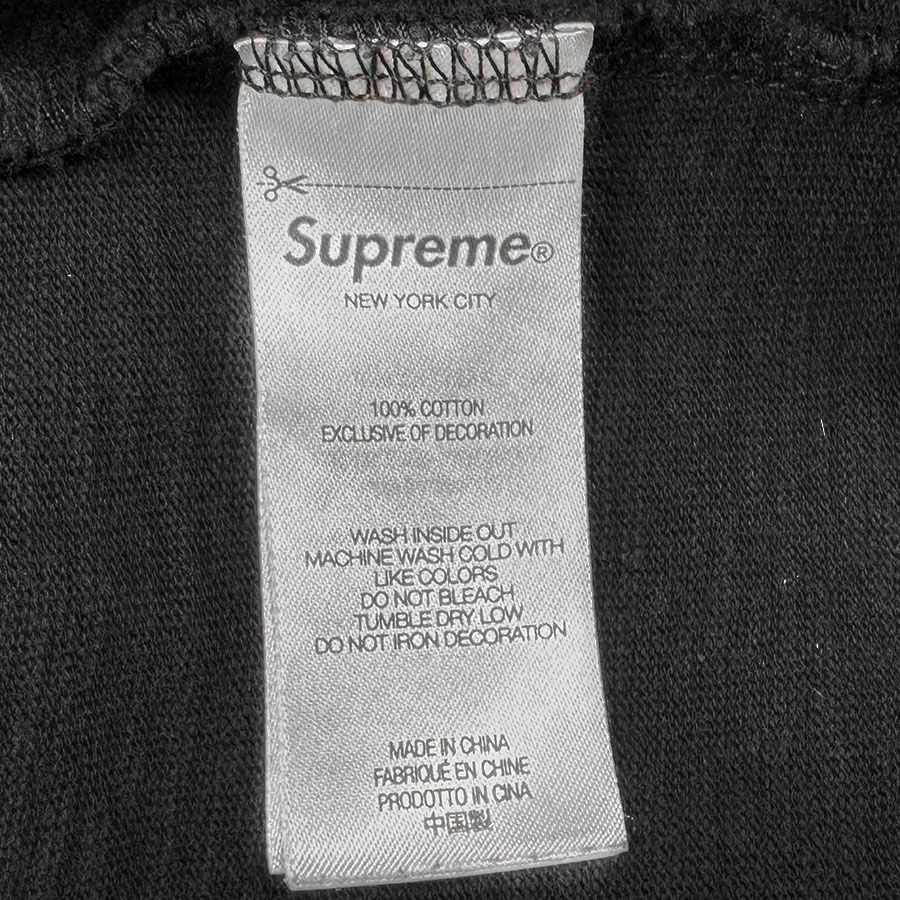 Supreme®
NEW YORK CITY
100% COTTON
EXCLUSIVE OF DECORATION
WASH INSIDE OUT
MACHINE WASH COLD WITH
LIKE COLORS
DO NOT BLEACH
TUMBLE DRY LOW
DO NOT IRON DECORATION
MADE IN CHINA
FABRIQUÉ EN CHINE
PRODOTTO IN CINA
中国製